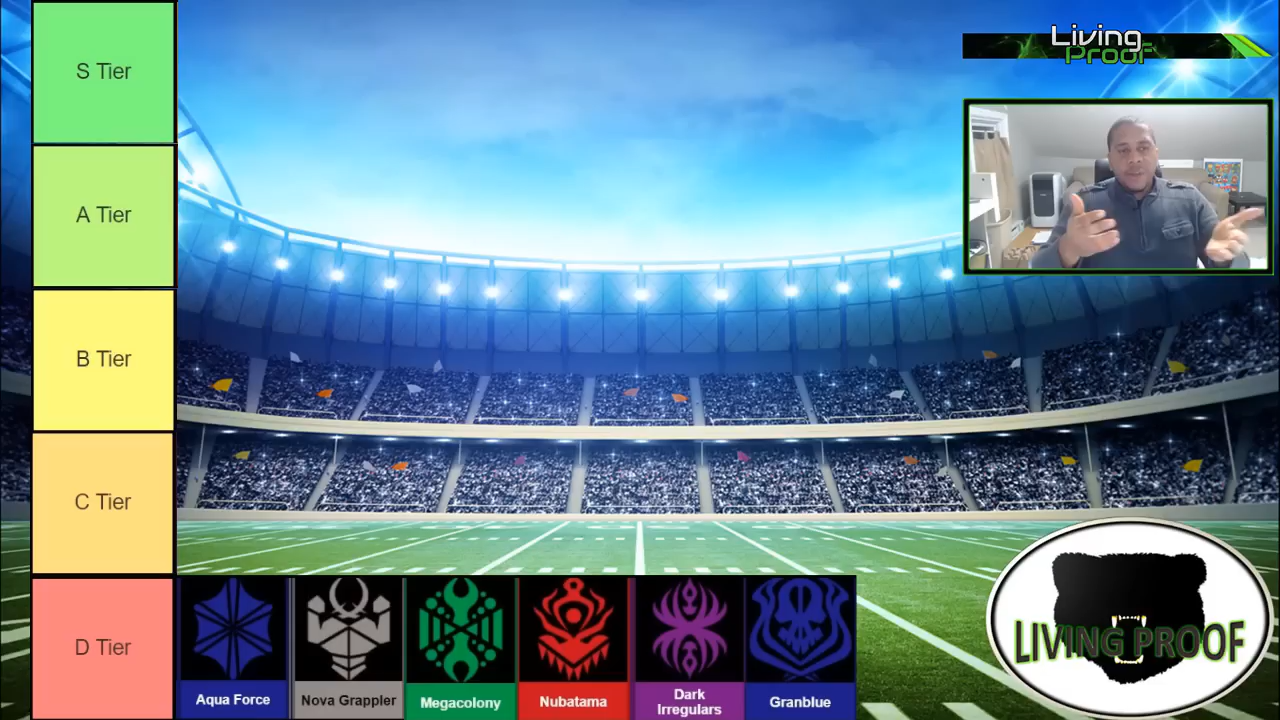 S Tier
A Tier
B Tier
C Tier
D Tier
Living
Proof
Aqua Force
Nova Grappler
Megacolony
Nubatama
Dark
Irregulars
Granblue
LIVING PROOF